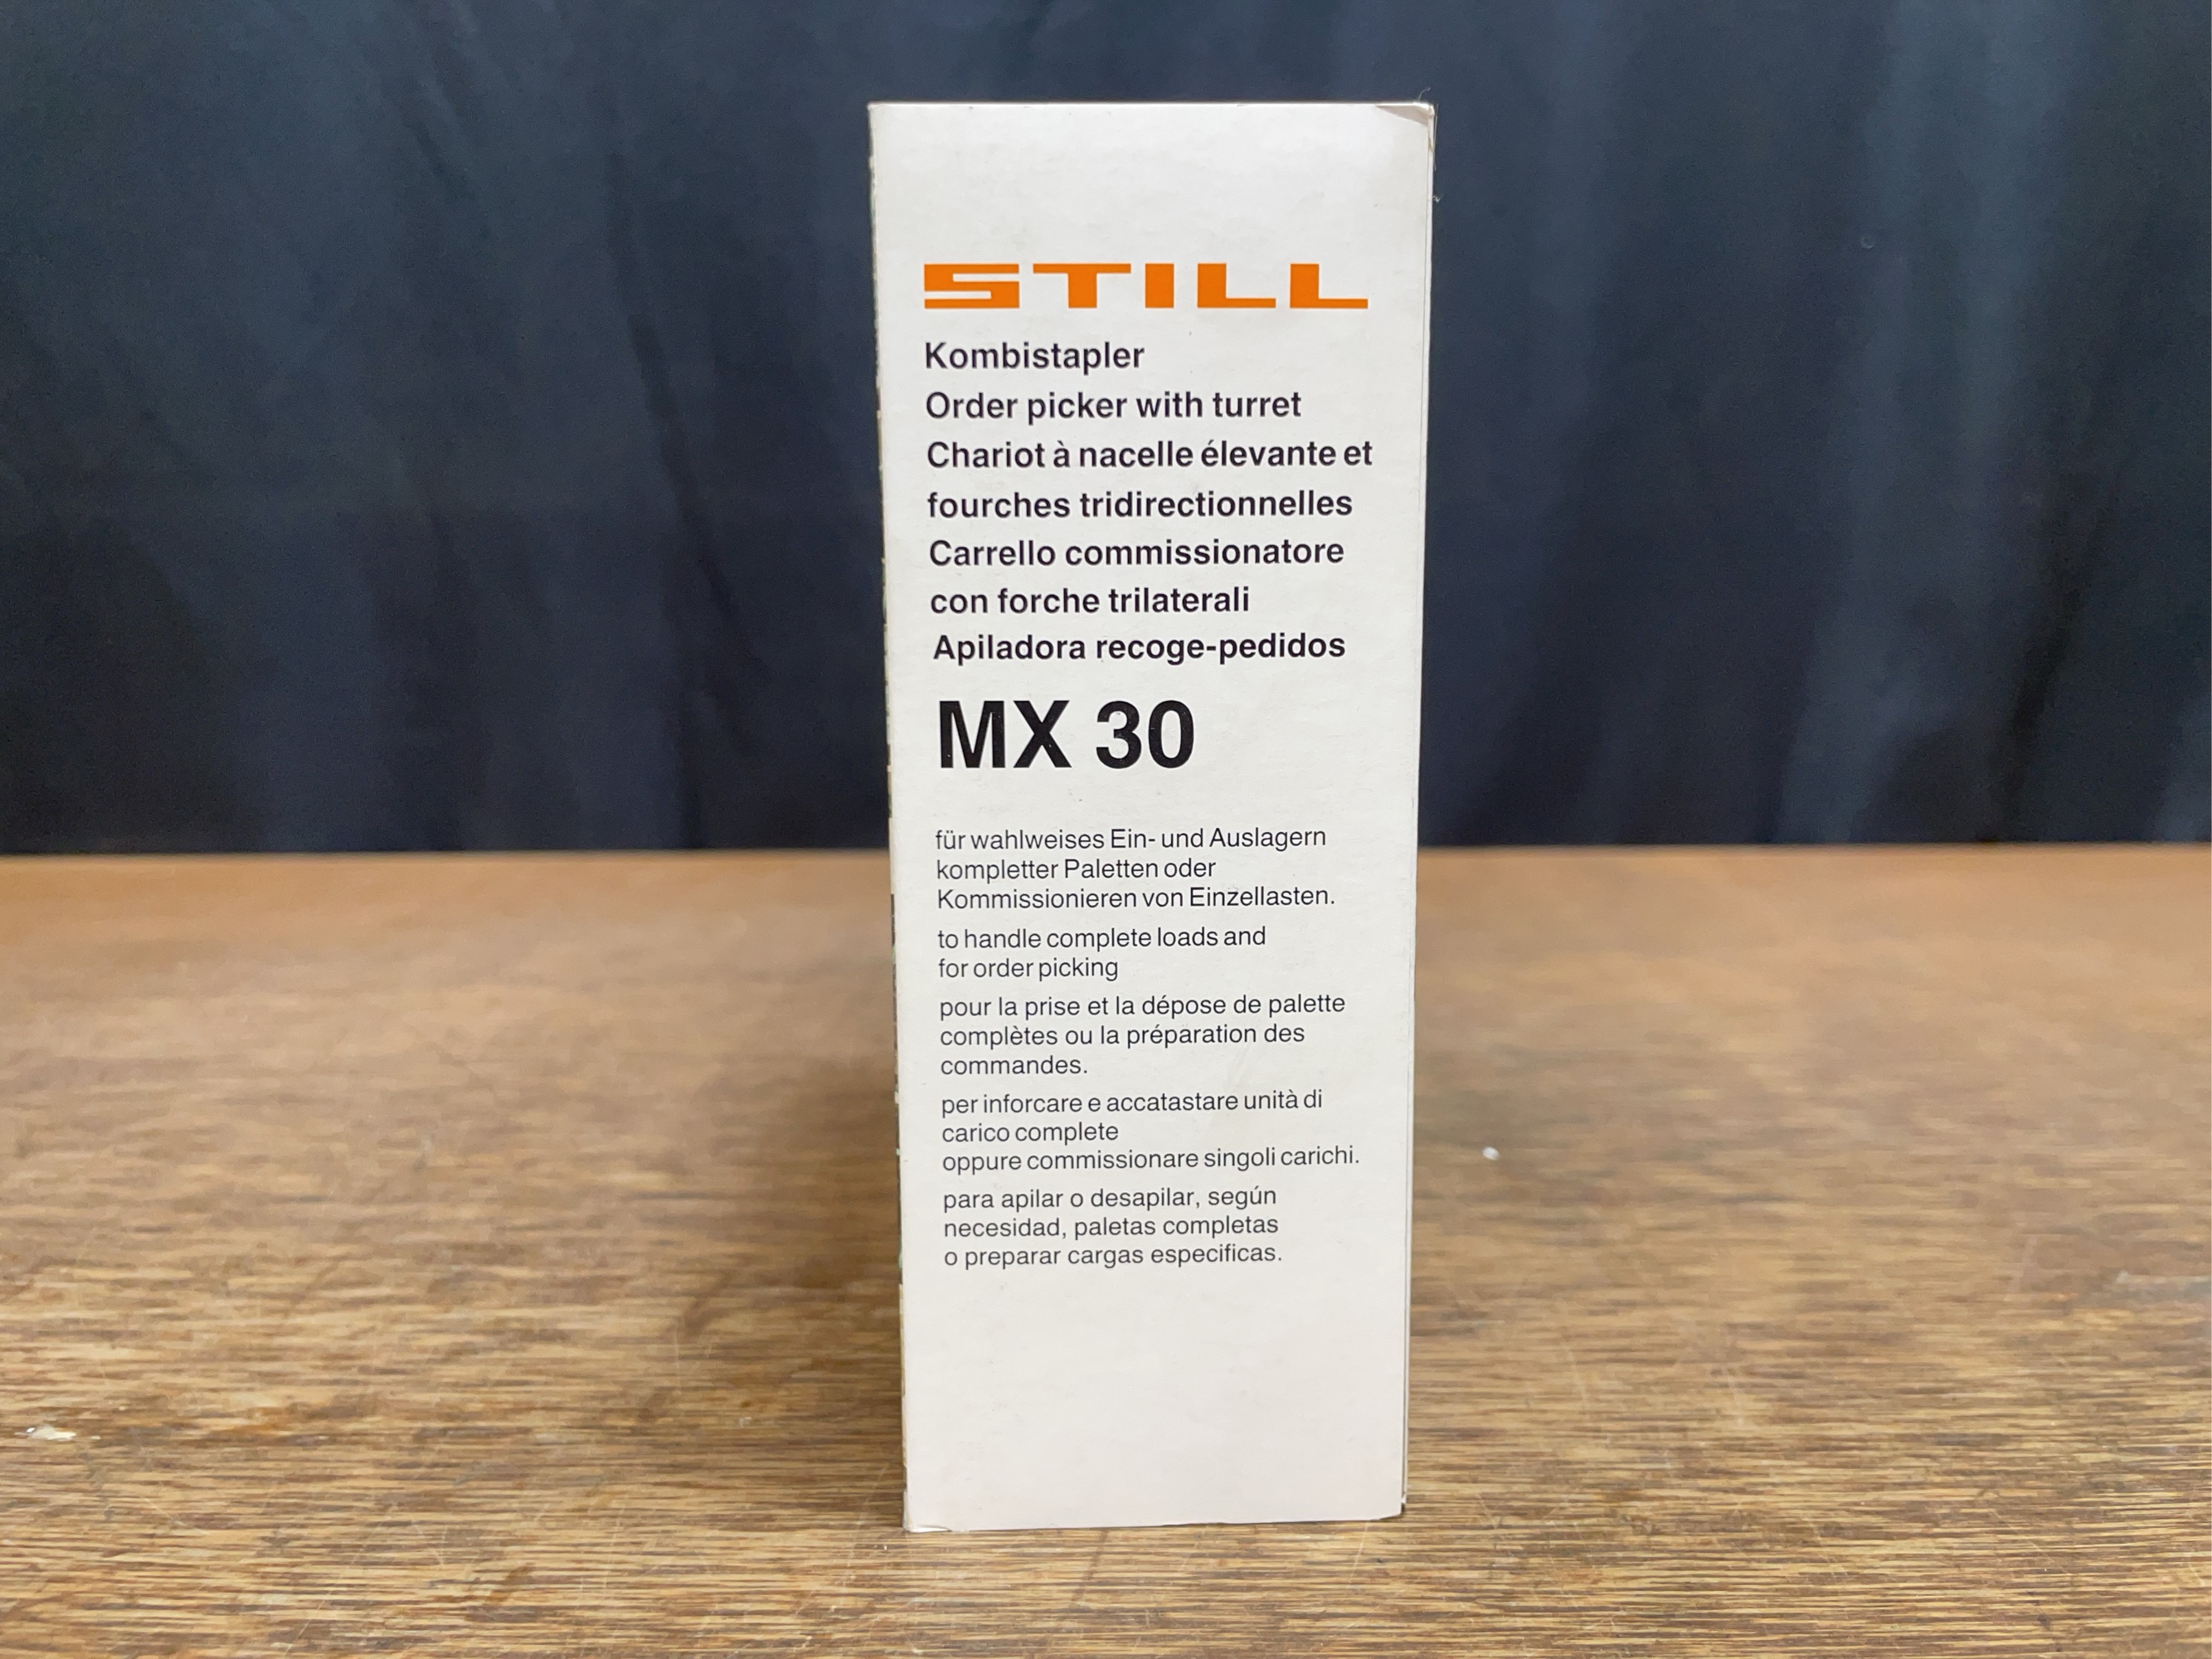 STILL
Kombistapler
Order picker with turret
Chariot à nacelle élevante et
fourches tridirectionnelles
Carrello commissionatore
con forche trilaterali
Apiladora recoge-pedidos
MX 30
für wahlweises Ein- und Auslagern
kompletter Paletten oder
Kommissionieren von Einzellasten.
to handle complete loads and
for order picking
pour la prise et la dépose de palette
complètes ou la préparation des
commandes.
per inforcare e accatastare unità di
carico complete
oppure commissionare singoli carichi.
para apilar o desapilar, según
necesidad, paletas completas
o preparar cargas especificas.